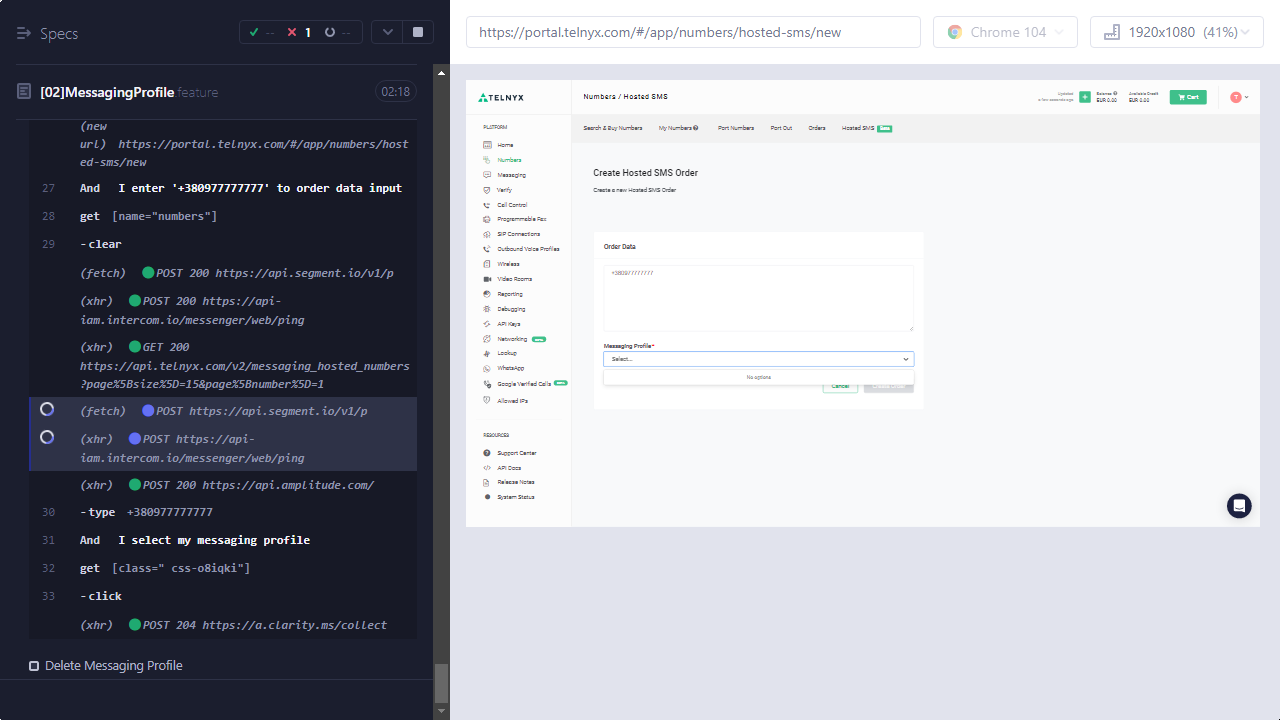 Specs
--
1
--
[02]MessagingProfile.feature
02:18
(new
url) https://portal.telnyx.com/#/app/numbers/host
ed-sms/new
27 And I enter '+380977777777' to order data input
28 get [name="numbers"]
29 -clear
(fetch) POST 200 https://api.segment.io/v1/p
(xhr) POST 200 https://api-
iam.intercom.io/messenger/web/ping
(xhr) GET 200
https://api.telnyx.com/v2/messaging_hosted_numbers
?page%5Bsize%5D=15&page%5Bnumber%5D=1
(fetch) POST https://api.segment.io/v1/p
(xhr) POST https://api-
iam.intercom.io/messenger/web/ping
(xhr) POST 200 https://api.amplitude.com/
30 -type +380977777777
31 And I select my messaging profile
32 get [class=" css-o8iqki"]
33 -click
(xhr) POST 204 https://a.clarity.ms/collect
Delete Messaging Profile
https://portal.telnyx.com/#/app/numbers/hosted-sms/new
Chrome 104
1920x1080 (41%)
TELNYX
Numbers / Hosted SMS
Updated
a few seconds ago
Balance
EUR 0.00
Available Credit
EUR 0.00
Cart
T
Search & Buy Numbers
My Numbers
Port Numbers
Port Out
Orders
Hosted SMS
Beta
PLATFORM
Home
Numbers
Messaging
Verify
Call Control
Programmable Fax
SIP Connections
Outbound Voice Profiles
Wireless
Video Rooms
Reporting
Debugging
API Keys
Networking
Lookup
WhatsApp
Google Verified Calls
Allowed IPs
RESOURCES
Support Center
API Docs
Release Notes
System Status
Create Hosted SMS Order
Create a new Hosted SMS Order
Order Data
+380977777777
Messaging Profile*
Select...
No options
Cancel
Create Order